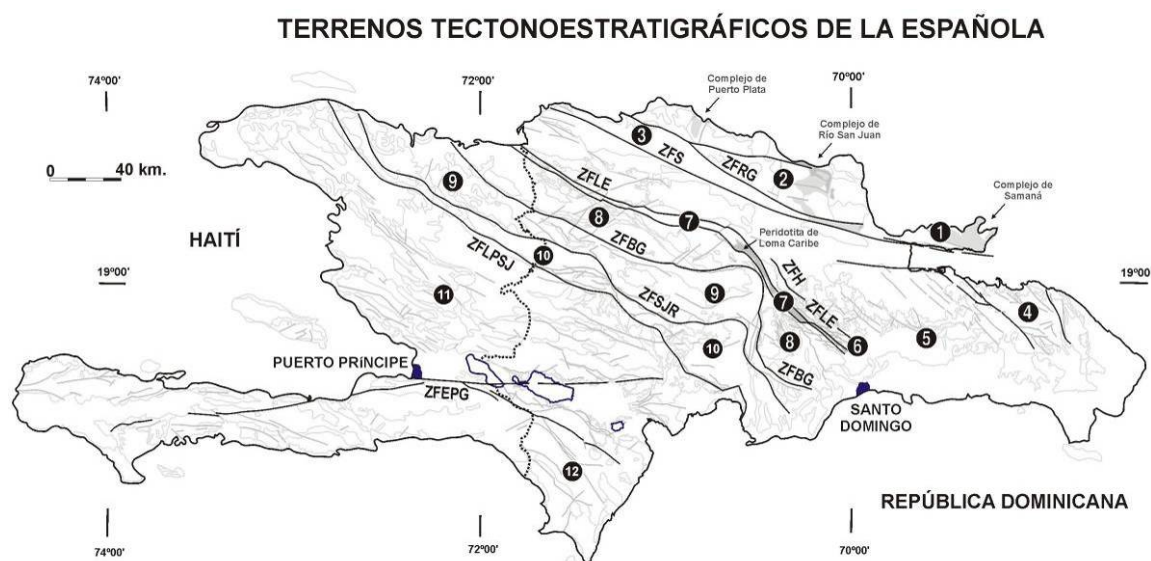 TERRENOS TECTONOESTRATIGRÁFICOS DE LA ESPAÑOLA
74º00'
72º00'
70º00'
Complejo de
Puerto Plata
Complejo de
Río San Juan
Complejo de
Samaná
0 40 km.
3
ZFS
ZFRG
2
9
ZFLE
8
7
ZFBG
1
HAITÍ
Peridotita de
Loma Caribe
19º00'
ZFLPSJ
10
ZFH
19º00'
11
ZFSJR
9
7
ZFLE
4
10
8
6
5
PUERTO PRíNCIPE
ZFBG
ZFEPG
SANTO
DOMINGO
12
REPÚBLICA DOMINICANA
74º00'
72º00'
70º00'